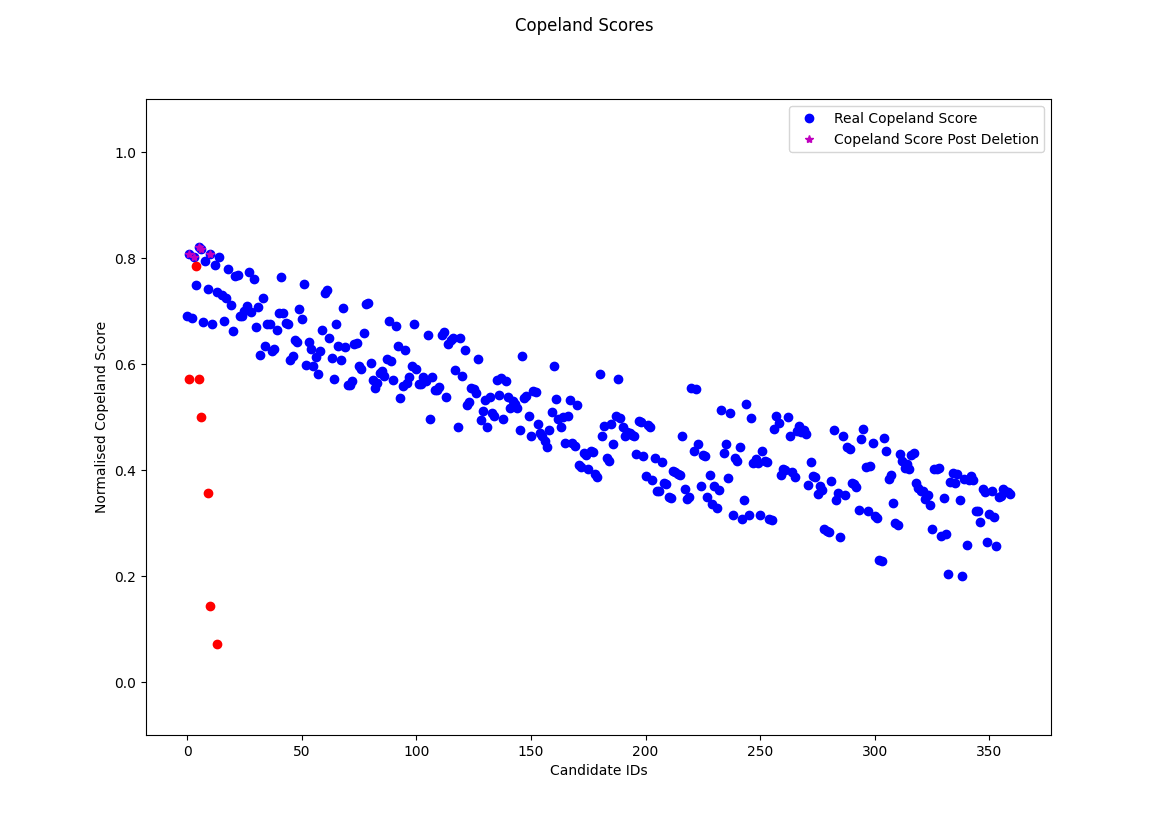 Copeland Scores
Real Copeland Score
Copeland Score Post Deletion
Normalised Copeland Score
1.0
0.8
0.6
0.4
0.2
0.0
0 50 100 150 200 250 300 350
Candidate IDs